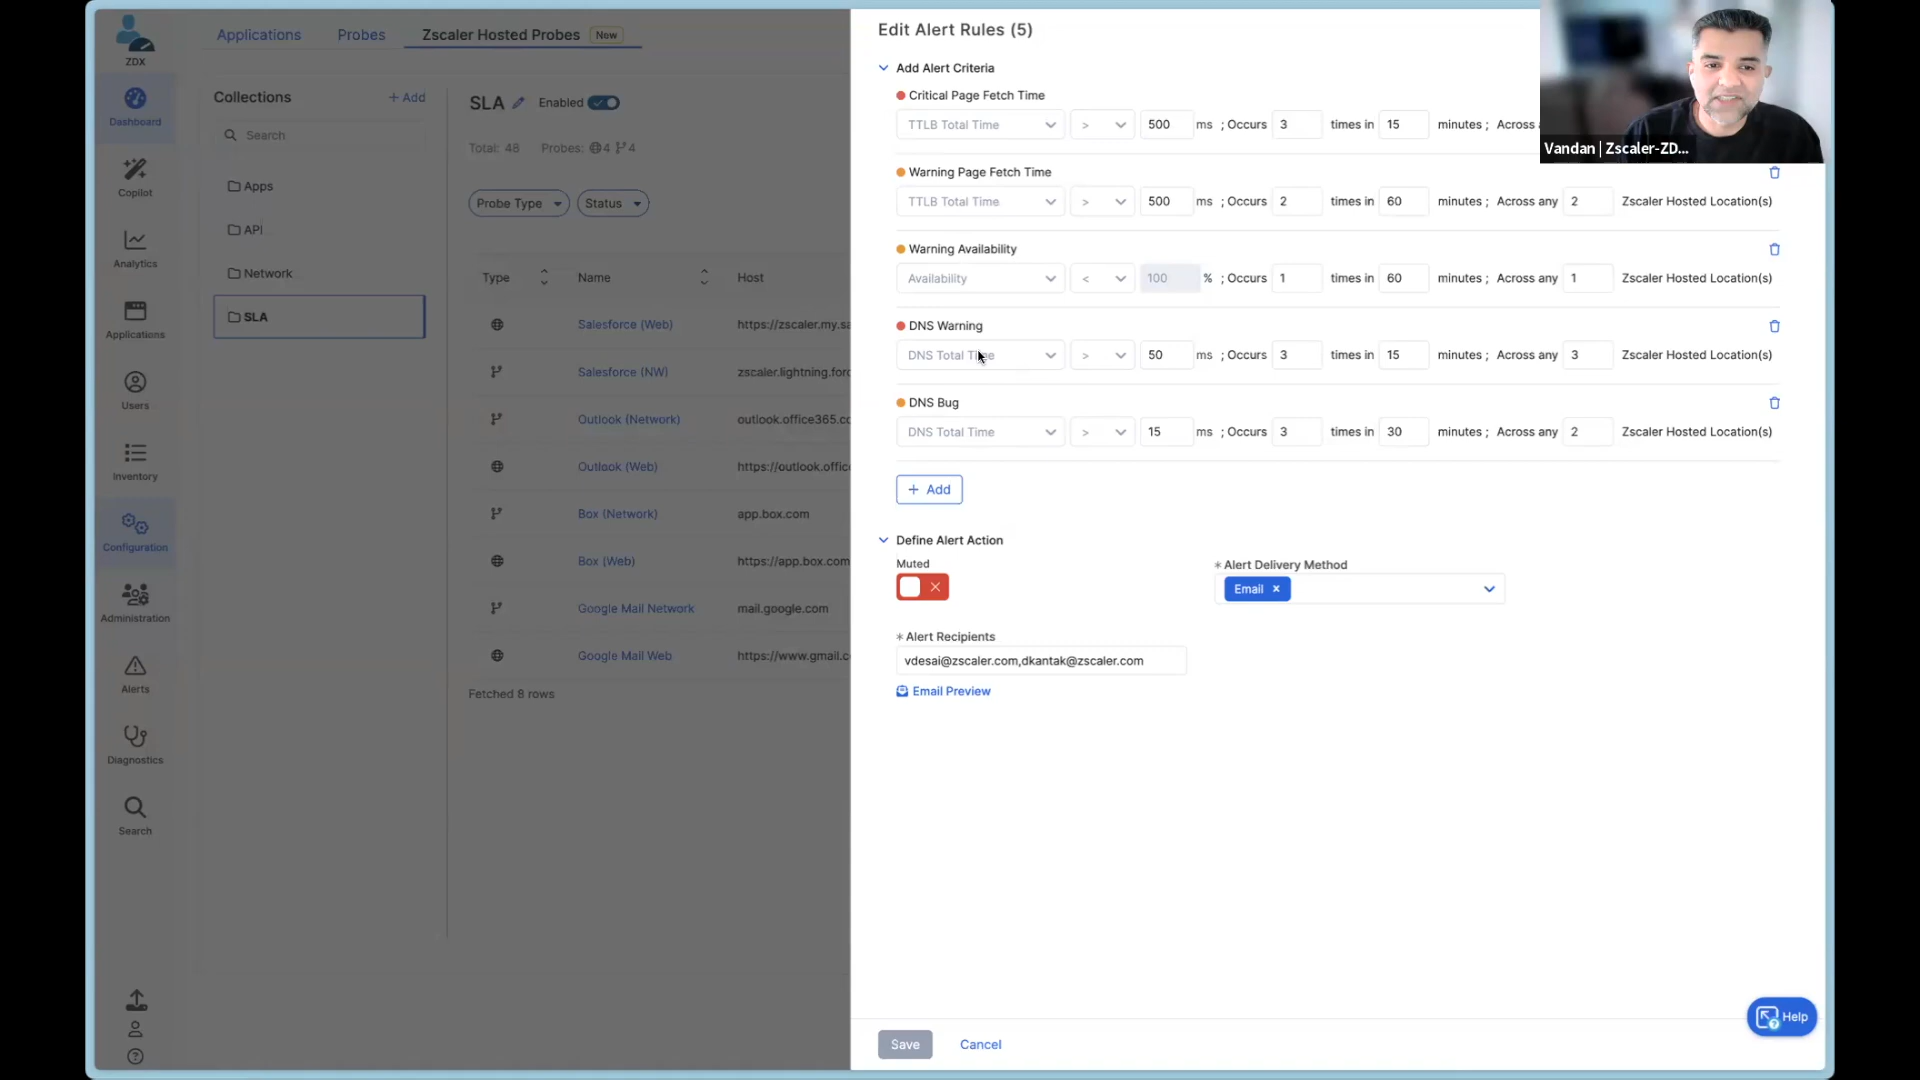 ZDX
Dashboard
Copilot
Analytics
Applications
Users
Inventory
Configuration
Administration
Alerts
Diagnostics
Search
Applications Probes Zscaler Hosted Probes Now
Collections + Add
Search
Apps
API
Network
SLA
SLA Enabled
Total: 48 Probes: 4 4
Probe Type Status
Type Name Host
Salesforce (Web) https://zscaler.my.sa
Salesforce (NW) zscaler.lightning.forc
Outlook (Network) outlook.office365.co
Outlook (Web) https://outlook.offic
Box (Network) app.box.com
Box (Web) https://app.box.com
Google Mail Network mail.google.com
Google Mail Web https://www.gmail.c
Fetched 8 rows
Edit Alert Rules (5)
Add Alert Criteria
Critical Page Fetch Time
TTLB Total Time > 500 ms ; Occurs 3 times in 15 minutes ; Across
Warning Page Fetch Time
TTLB Total Time > 500 ms ; Occurs 2 times in 60 minutes ; Across any 2 Zscaler Hosted Location(s)
Warning Availability
Availability < 100 % ; Occurs 1 times in 60 minutes ; Across any 1 Zscaler Hosted Location(s)
DNS Warning
DNS Total Time > 50 ms ; Occurs 3 times in 15 minutes ; Across any 3 Zscaler Hosted Location(s)
DNS Bug
DNS Total Time > 15 ms ; Occurs 3 times in 30 minutes ; Across any 2 Zscaler Hosted Location(s)
+ Add
Define Alert Action
Muted
* Alert Delivery Method
Email ×
* Alert Recipients
vdesai@zscaler.com,dkantak@zscaler.com
Email Preview
Save Cancel
Help
Vandan | Zscaler-ZD...